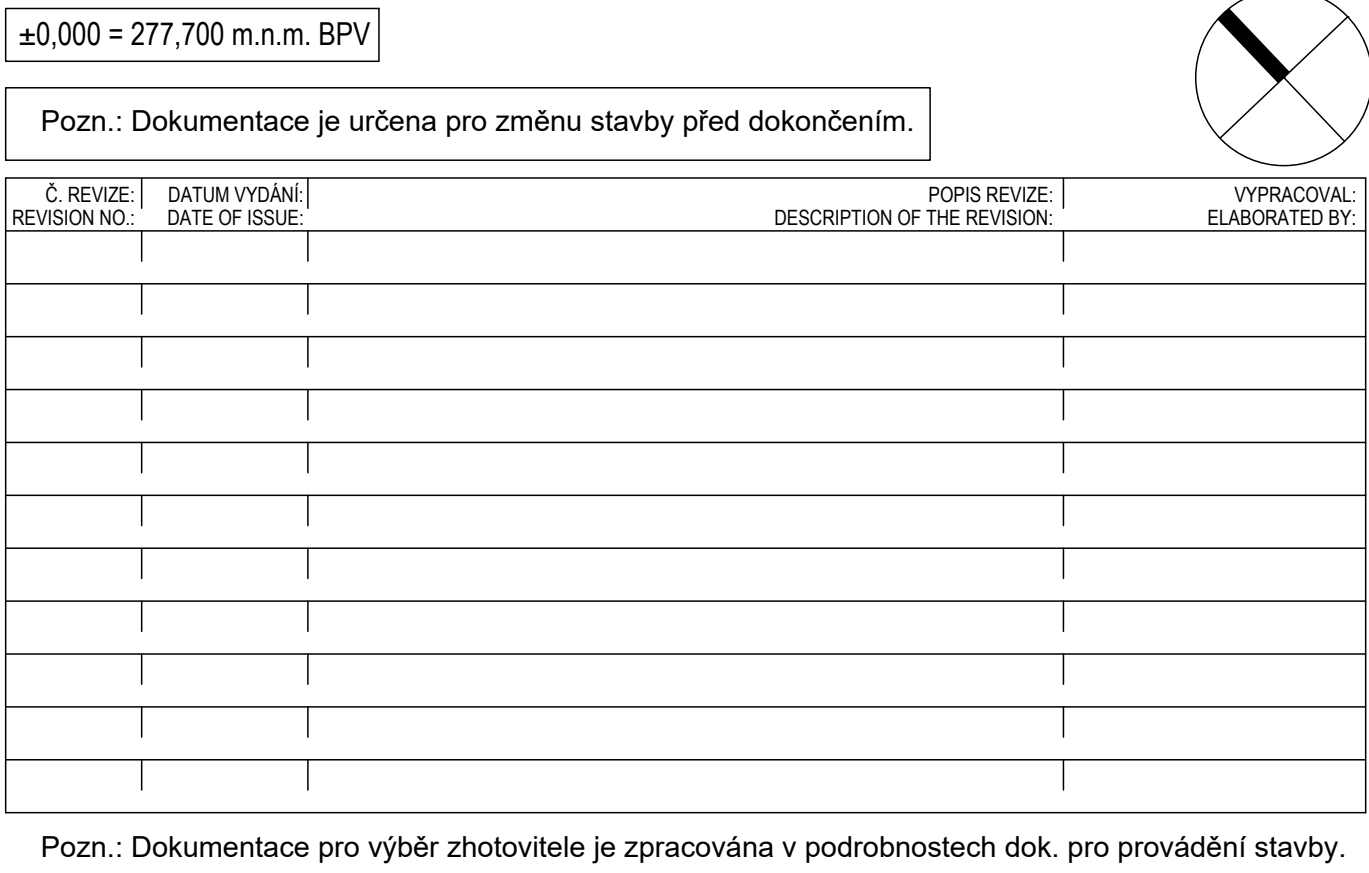 ±0,000 = 277,700 m.n.m. BPV
Pozn.: Dokumentace je určena pro změnu stavby před dokončením.
Č. REVIZE: DATUM VYDÁNÍ: POPIS REVIZE: VYPRACOVAL:
REVISION NO.: DATE OF ISSUE: DESCRIPTION OF THE REVISION: ELABORATED BY:
Pozn.: Dokumentace pro výběr zhotovitele je zpracována v podrobnostech dok. pro provádění stavby.